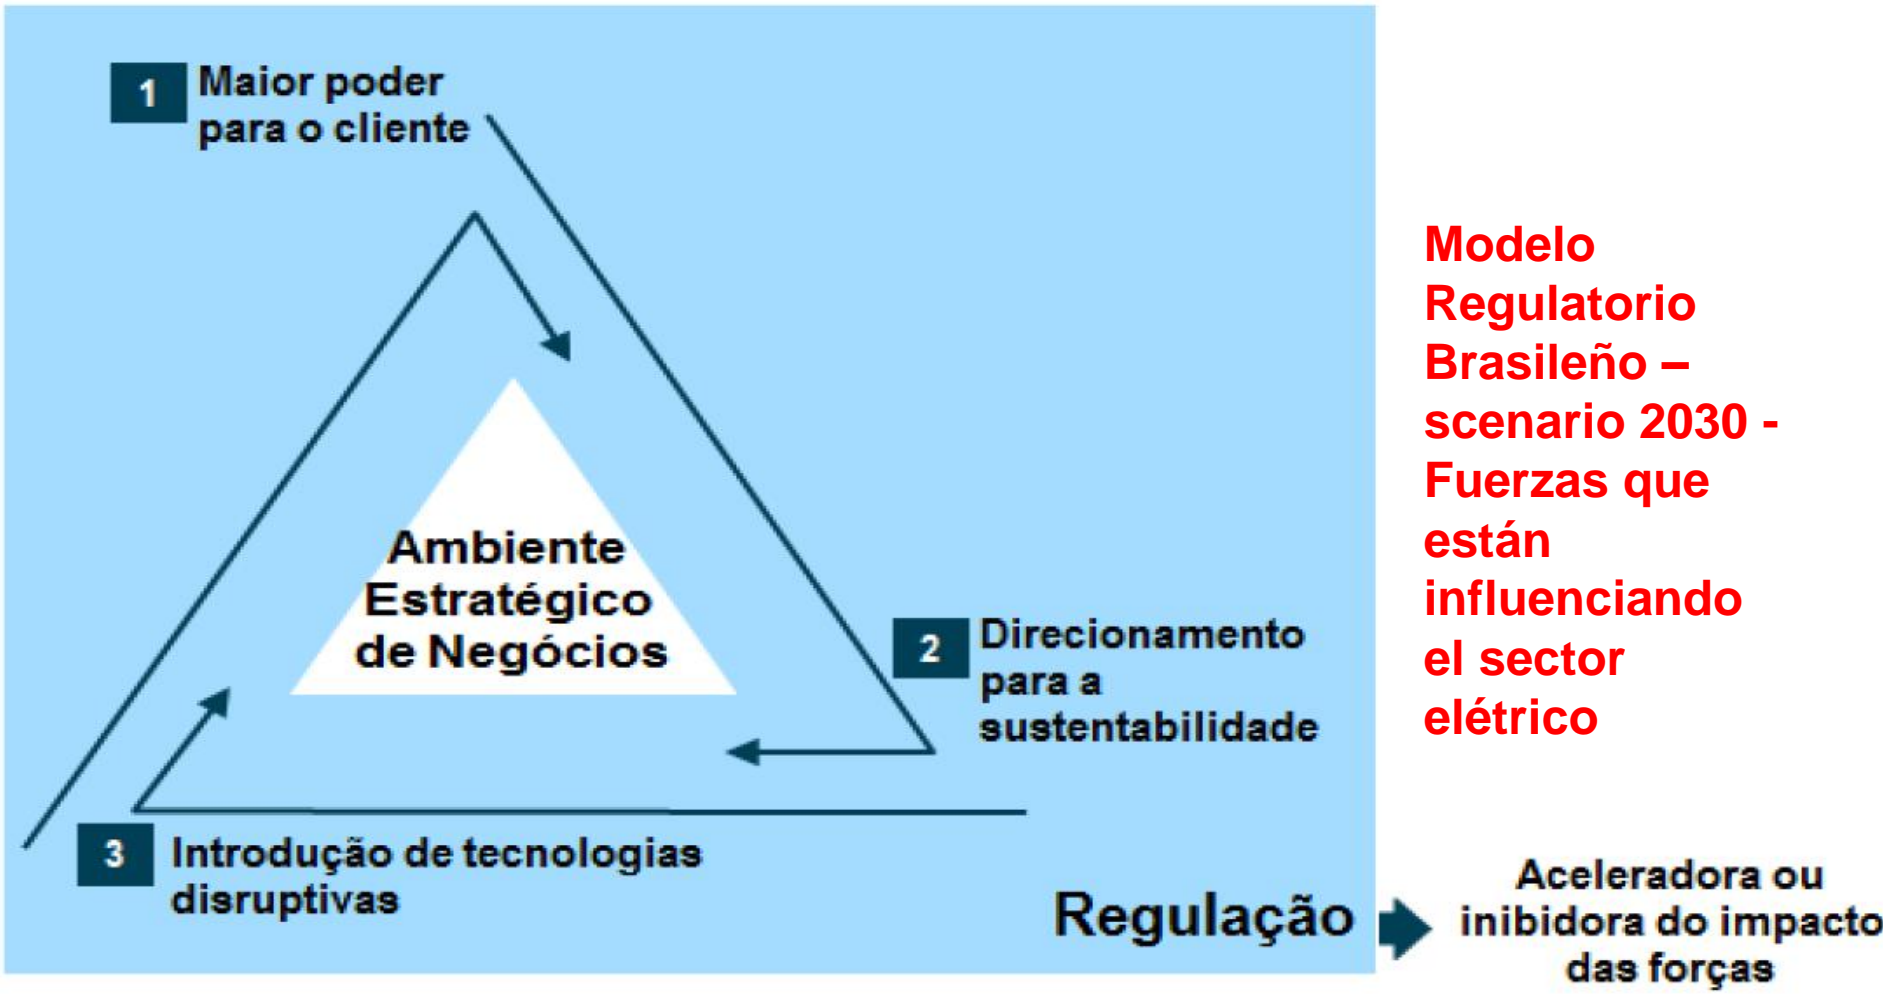 1
Maior poder
para o cliente
Ambiente
Estratégico
de Negócios
2
Direcionamento
para a
sustentabilidade
3
Introdução de tecnologias
disruptivas
Regulação
Aceleradora ou
inibidora do impacto
das forças
Modelo
Regulatorio
Brasileño –
scenario 2030 -
Fuerzas que
están
influenciando
el sector
elétrico